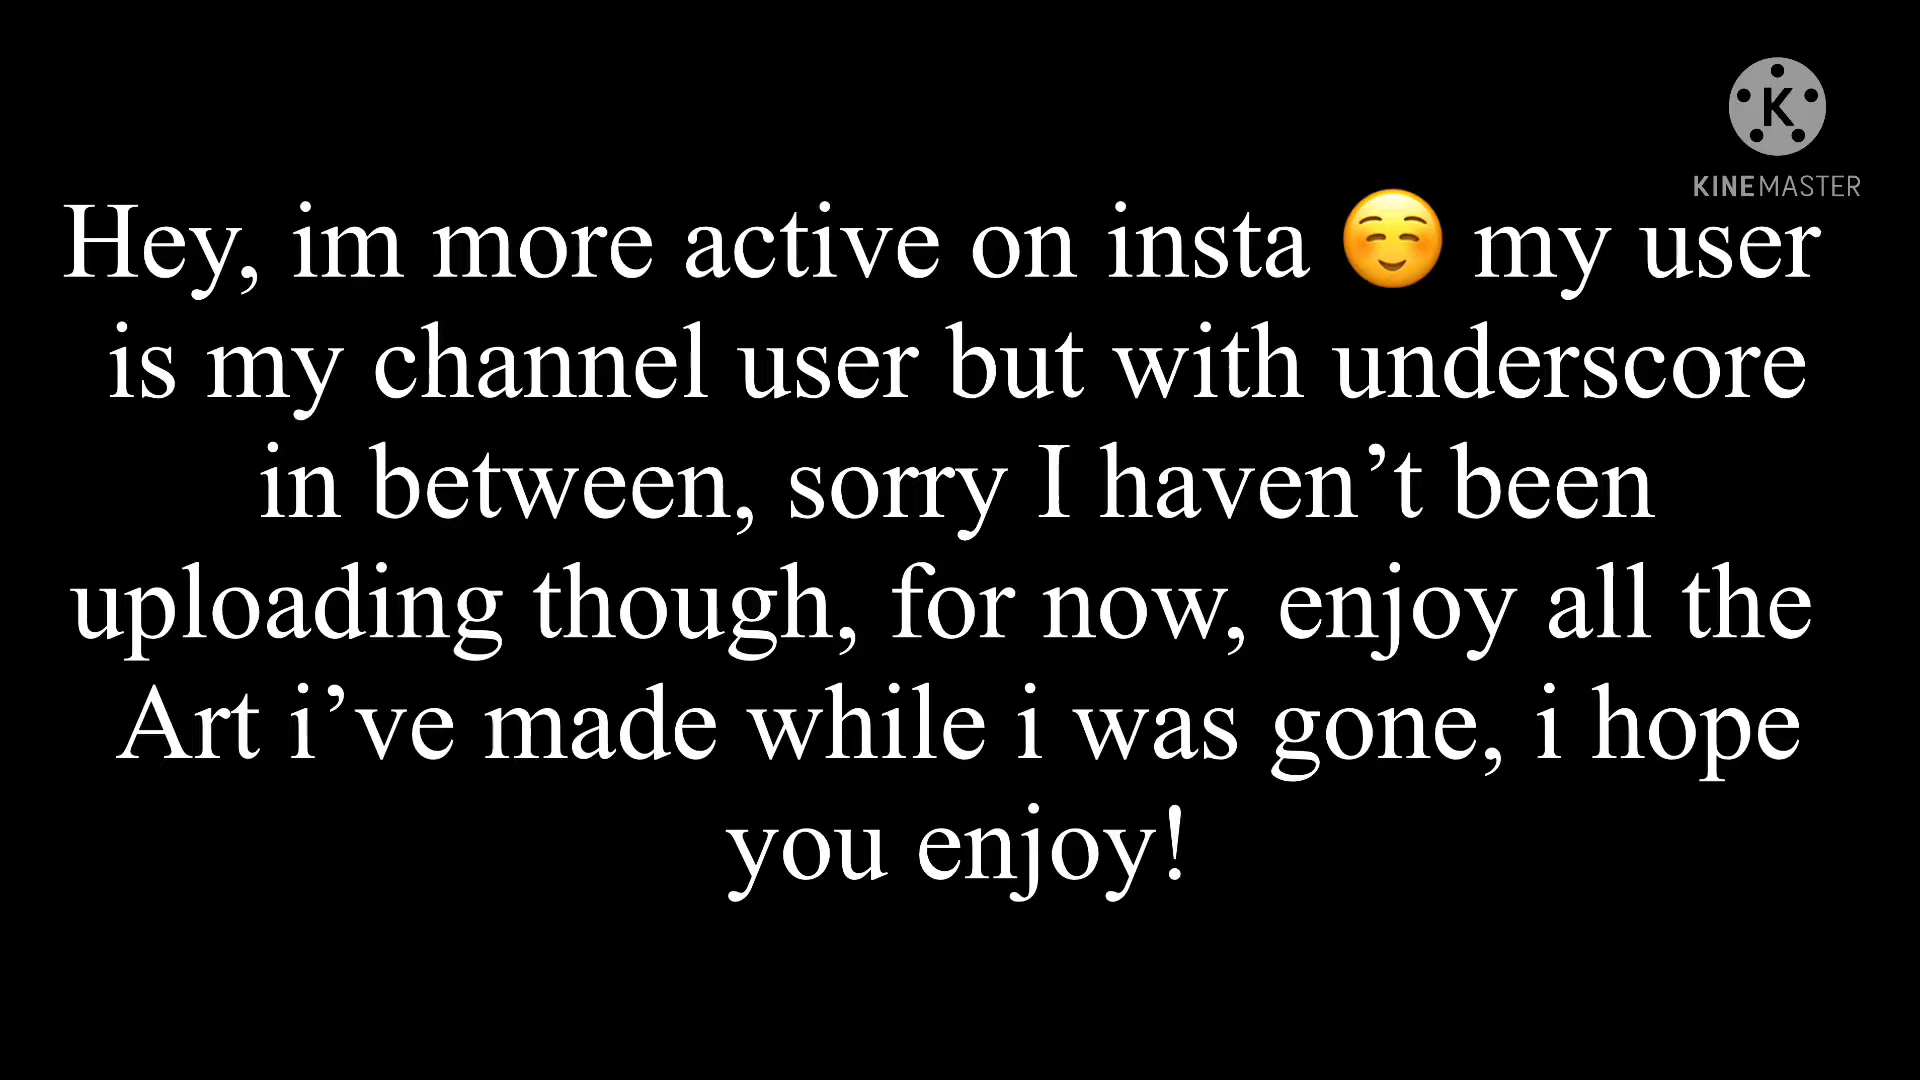 K
KINEMASTER
Hey, im more active on insta ☺️ my user
is my channel user but with underscore
in between, sorry I haven’t been
uploading though, for now, enjoy all the
Art i’ve made while i was gone, i hope
you enjoy!